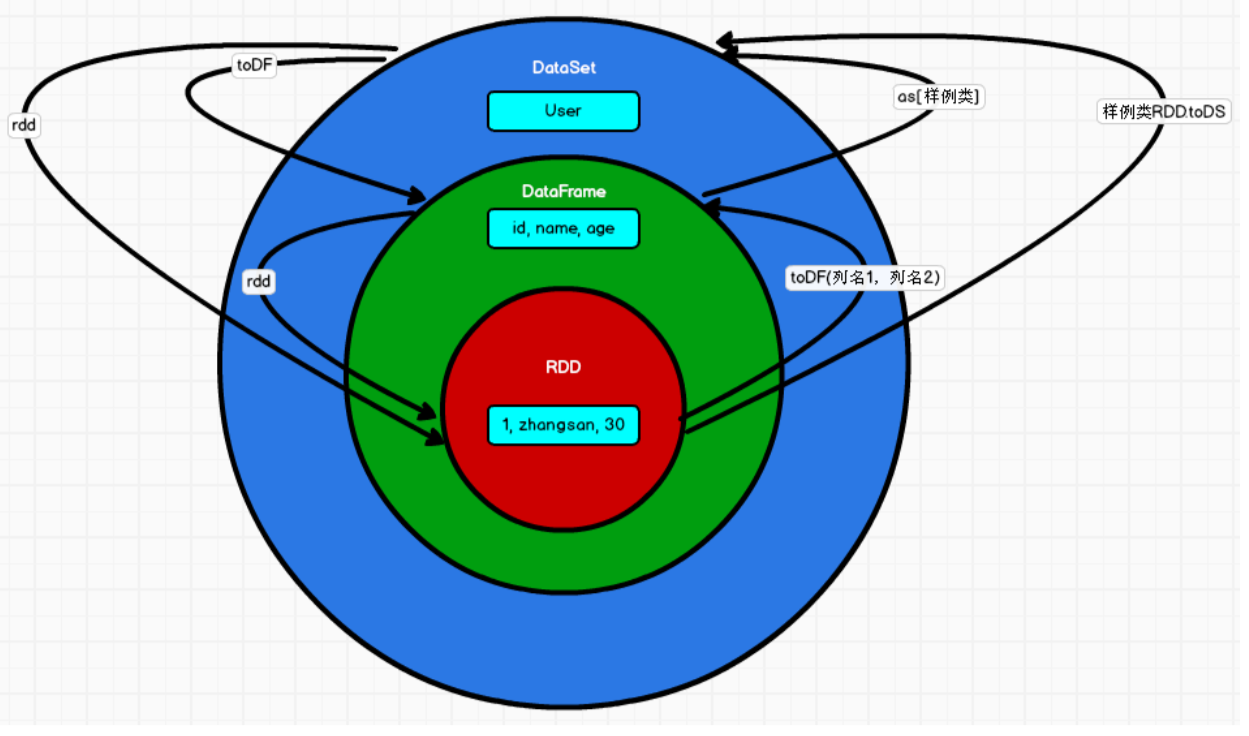 DataSet
toDF
User
as[样例类]
样例类RDD.toDS
rdd
DataFrame
id, name, age
rdd
toDF(列名1，列名2)
RDD
1, zhangsan, 30